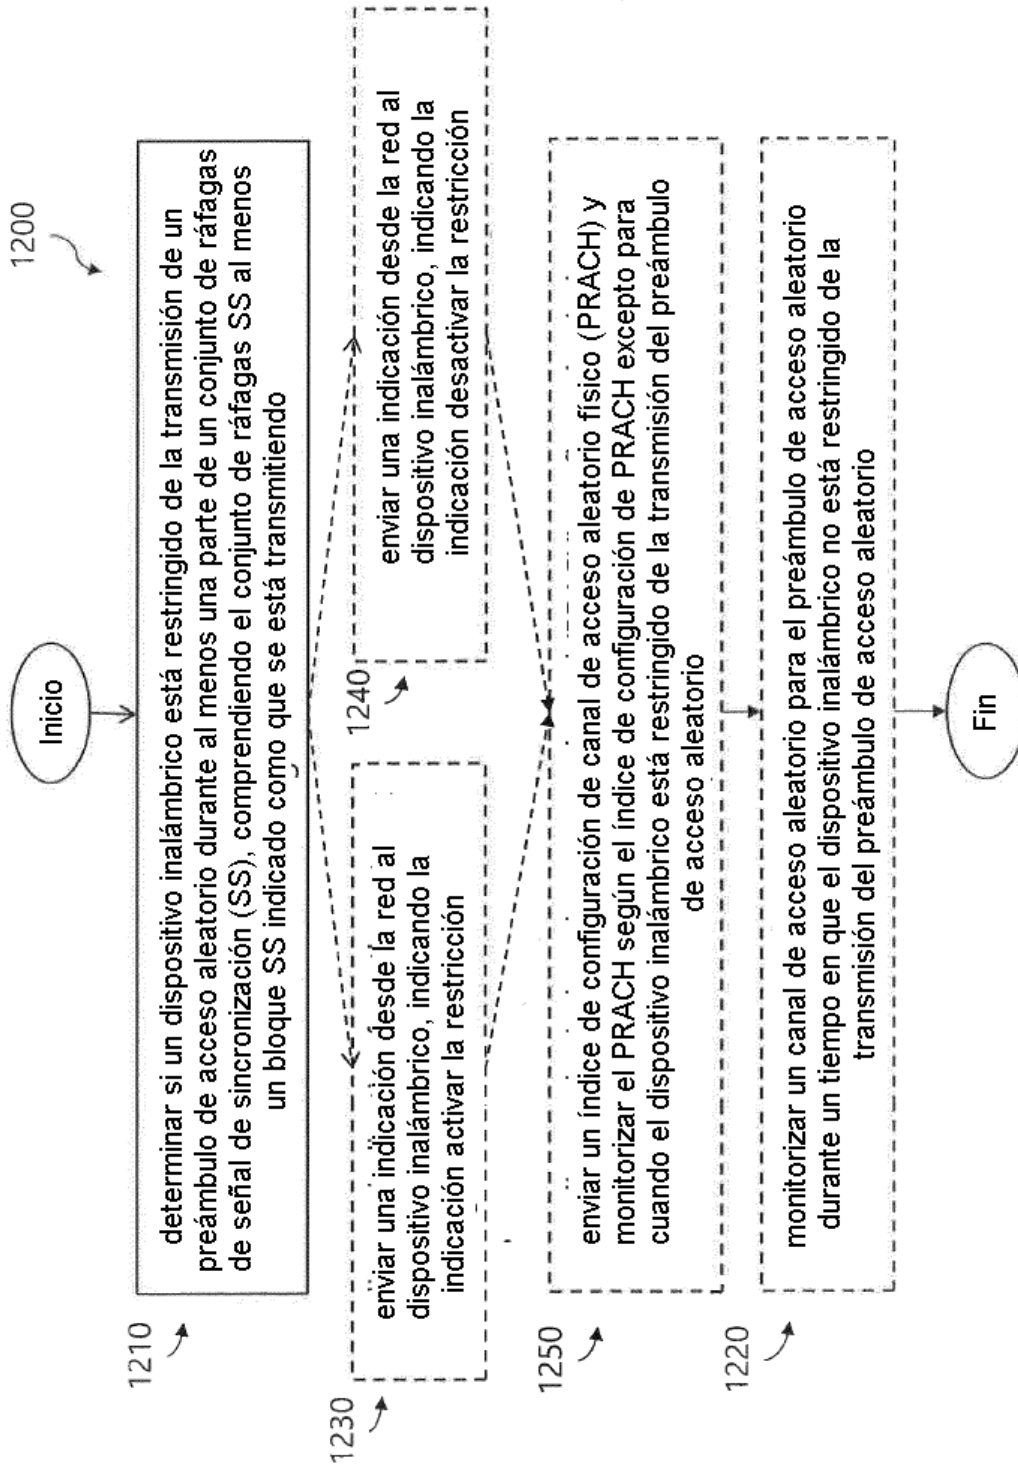 1200
Inicio
1210
determinar si un dispositivo inalámbrico está restringido de la transmisión de un
preámbulo de acceso aleatorio durante al menos una parte de un conjunto de ráfagas
de señal de sincronización (SS), comprendiendo el conjunto de ráfagas SS al menos
un bloque SS indicado como que se está transmitiendo
1230
enviar una indicación desde la red al
dispositivo inalámbrico, indicando la
indicación activar la restricción
1240
enviar una indicación desde la red al
dispositivo inalámbrico, indicando la
indicación desactivar la restricción
1250
enviar un índice de configuración de canal de acceso aleatorio físico (PRACH) y
monitorizar el PRACH según el índice de configuración de PRACH excepto para
cuando el dispositivo inalámbrico está restringido de la transmisión del preámbulo
de acceso aleatorio
1220
monitorizar un canal de acceso aleatorio para el preámbulo de acceso aleatorio
durante un tiempo en que el dispositivo inalámbrico no está restringido de la
transmisión del preámbulo de acceso aleatorio
Fin